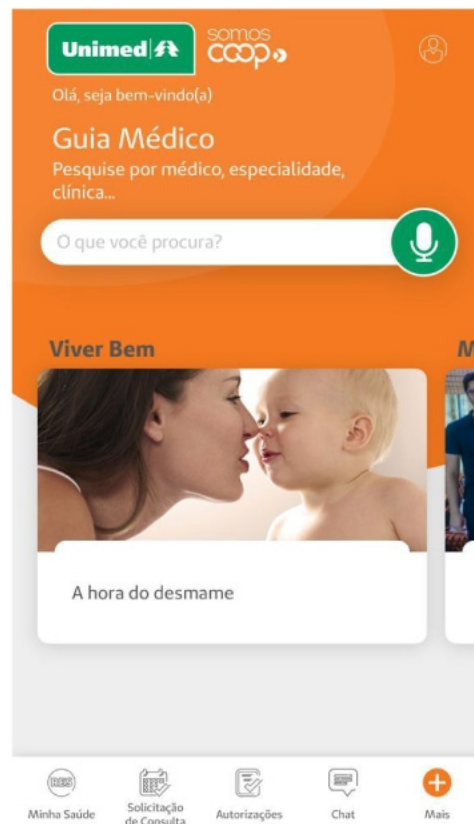 Unimed
somos
coop
Olá, seja bem-vindo(a)
Guia Médico
Pesquise por médico, especialidade,
clínica...
O que você procura?
Viver Bem
M
A hora do desmame
RES
Minha Saúde
Solicitação
de Consulta
Autorizações
Chat
Mais